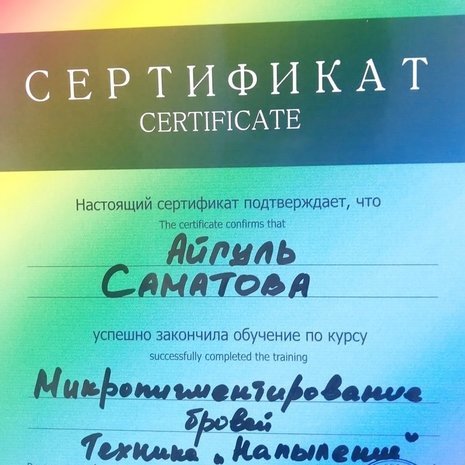 СЕРТИФИКАТ
CERTIFICATE
Настоящий сертификат подтверждает, что
The certificate confirms that
Айгуль
Саматова
успешно закончила обучение по курсу
successfully completed the training
Микропигментирование
бровей
Техника „Напыление"